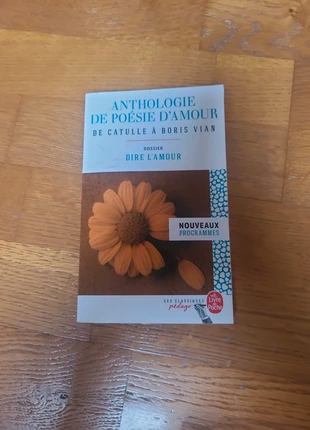 ANTHOLOGIE
DE POÉSIE D'AMOUR
DE CATULLE À BORIS VIAN
DOSSIER
DIRE L'AMOUR
NOUVEAUX
PROGRAMMES
LES CLASSIQUES
pédago
Le Livre
de Poche